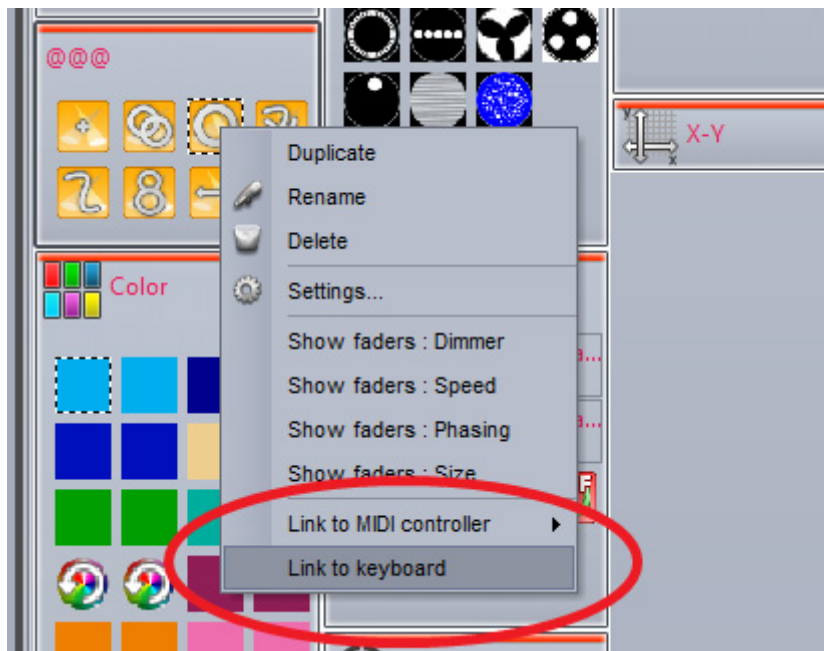 @@@
X-Y
Duplicate
Rename
Delete
Color
Settings...
Show faders : Dimmer
Show faders : Speed
Show faders : Phasing
Show faders : Size
Link to MIDI controller
Link to keyboard
a...
a...
F
y
x